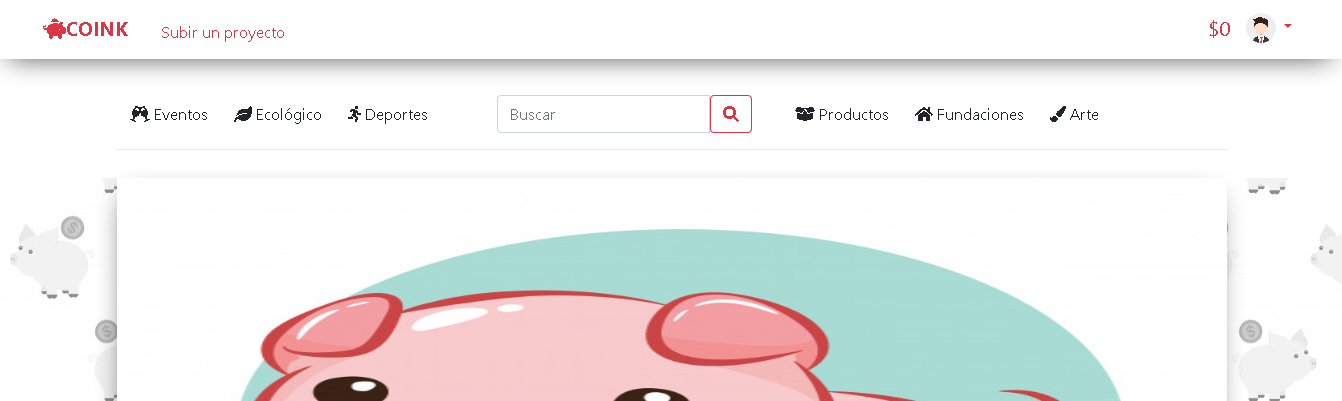 COINK Subir un proyecto $0
Eventos Ecológico Deportes Buscar Productos Fundaciones Arte